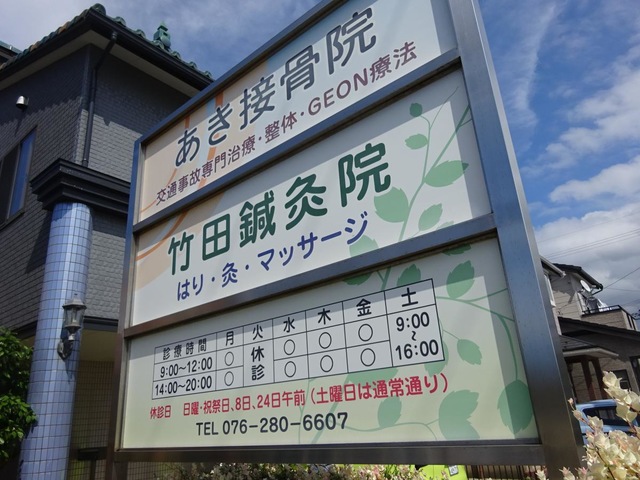 あき接骨院
交通事故専門治療・整体・GEON療法
竹田鍼灸院
はり・灸・マッサージ
診療時間 月 火 水 木 金 土
9:00~12:00 ○ 休診 ○ ○ ○ 9:00~16:00
14:00~20:00 ○ ○ ○ ○
休診日 日曜・祝祭日、8日、24日午前（土曜日は通常通り）
TEL 076-280-6607